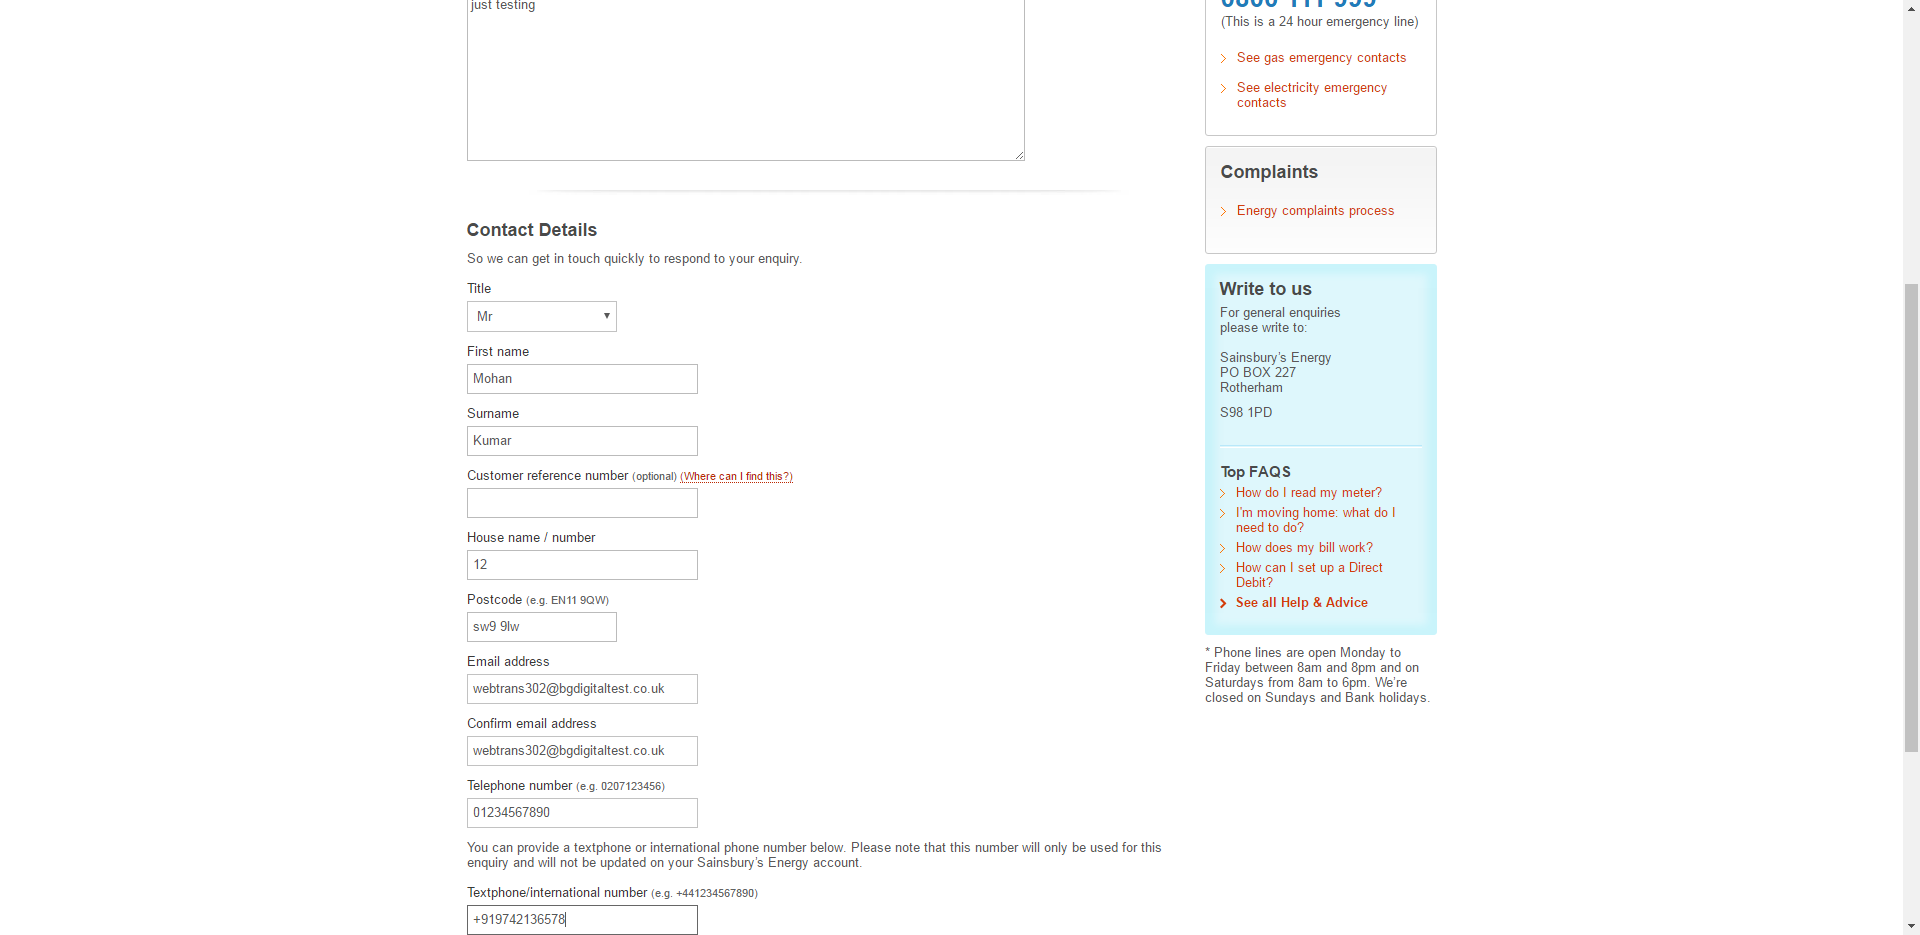 just testing
Contact Details
So we can get in touch quickly to respond to your enquiry.
Title
Mr
First name
Mohan
Surname
Kumar
Customer reference number (optional) (Where can I find this?)
House name / number
12
Postcode (e.g. EN11 9QW)
sw9 9lw
Email address
webtrans302@bgdigitaltest.co.uk
Confirm email address
webtrans302@bgdigitaltest.co.uk
Telephone number (e.g. 0207123456)
01234567890
You can provide a textphone or international phone number below. Please note that this number will only be used for this
enquiry and will not be updated on your Sainsbury's Energy account.
Textphone/international number (e.g. +441234567890)
+919742136578
0800 111 999
(This is a 24 hour emergency line)
See gas emergency contacts
See electricity emergency
contacts
Complaints
Energy complaints process
Write to us
For general enquiries
please write to:
Sainsbury's Energy
PO BOX 227
Rotherham
S98 1PD
Top FAQS
How do I read my meter?
I'm moving home: what do I
need to do?
How does my bill work?
How can I set up a Direct
Debit?
See all Help & Advice
* Phone lines are open Monday to
Friday between 8am and 8pm and on
Saturdays from 8am to 6pm. We're
closed on Sundays and Bank holidays.